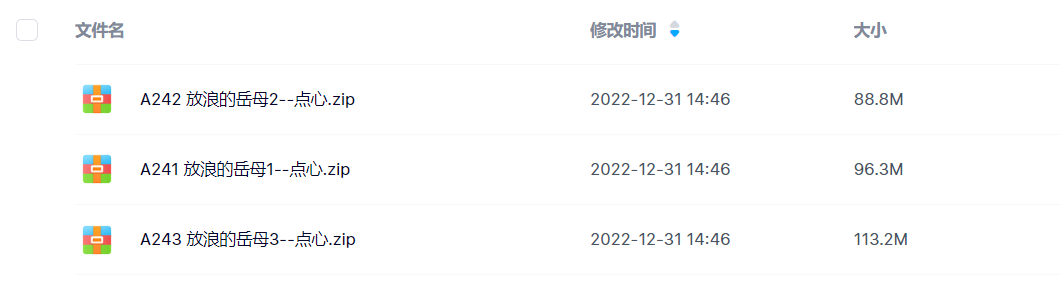 文件名 修改时间 大小
A242 放浪的岳母2--点心.zip 2022-12-31 14:46 88.8M
A241 放浪的岳母1--点心.zip 2022-12-31 14:46 96.3M
A243 放浪的岳母3--点心.zip 2022-12-31 14:46 113.2M